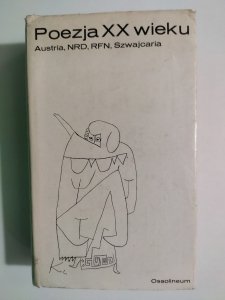 Poezja XX wieku
Austria, NRD, RFN, Szwajcaria
Ossolineum